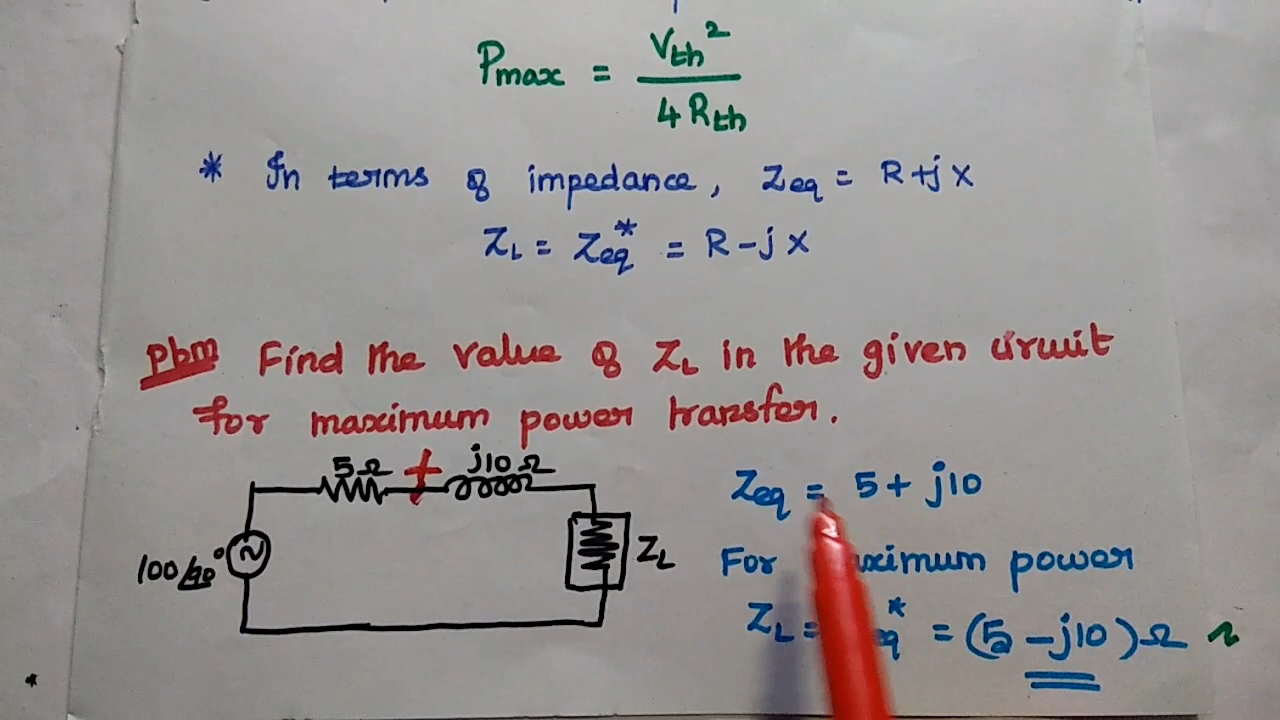 Pmax = Vth² / 4 Rth
* In terms of impedance, Zeq = R+jX
ZL = Zeq* = R-jX
Pbm Find the value of ZL in the given circuit
for maximum power transfer.
5Ω + j10Ω
100
ZL
Zeq = 5+j10
For power
ZL = = (5-j10)Ω